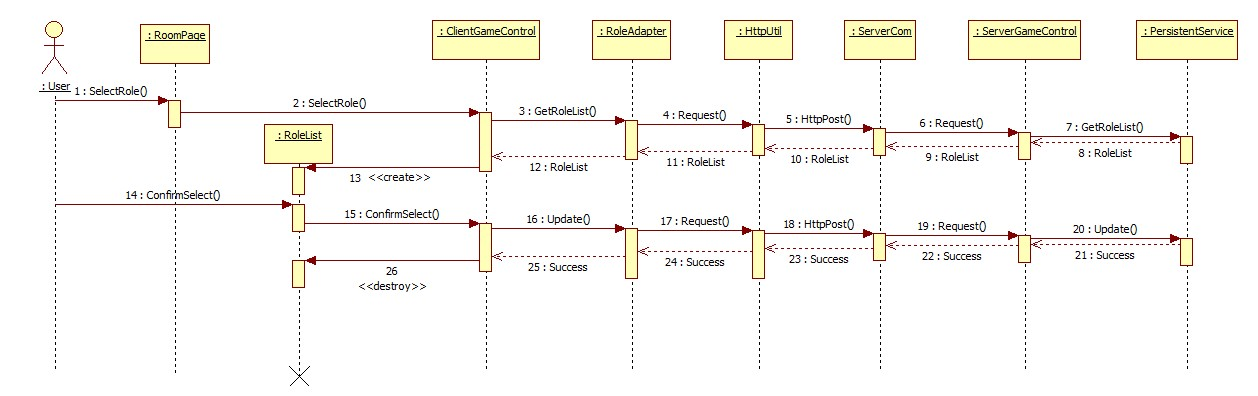 : RoomPage
: ClientGameControl
: RoleAdapter
: HttpUtil
: ServerCom
: ServerGameControl
: PersistentService
: User
1 : SelectRole()
2 : SelectRole()
3 : GetRoleList()
4 : Request()
5 : HttpPost()
6 : Request()
7 : GetRoleList()
: RoleList
8 : RoleList
9 : RoleList
10 : RoleList
11 : RoleList
12 : RoleList
13 <<create>>
14 : ConfirmSelect()
15 : ConfirmSelect()
16 : Update()
17 : Request()
18 : HttpPost()
19 : Request()
20 : Update()
21 : Success
22 : Success
23 : Success
24 : Success
25 : Success
26
<<destroy>>